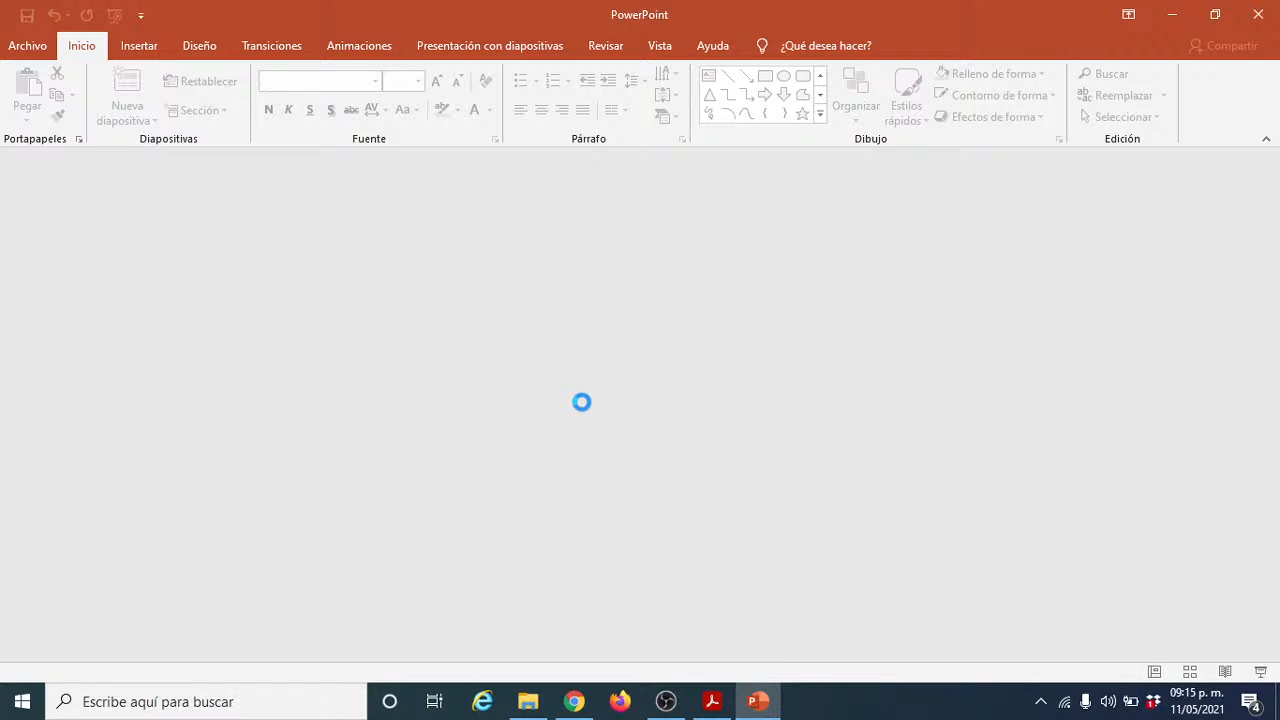 PowerPoint
Archivo Inicio Insertar Diseño Transiciones Animaciones Presentación con diapositivas Revisar Vista Ayuda ¿Qué desea hacer? Compartir
Pegar
Portapapeles
Nueva
diapositiva
Restablecer
Sección
Diapositivas
N K S S abc AV Aa A
Fuente
Párrafo
Organizar
Estilos
rápidos
Relleno de forma
Contorno de forma
Efectos de forma
Dibujo
Buscar
Reemplazar
Seleccionar
Edición
Escribe aquí para buscar
09:15 p. m.
11/05/2021
4